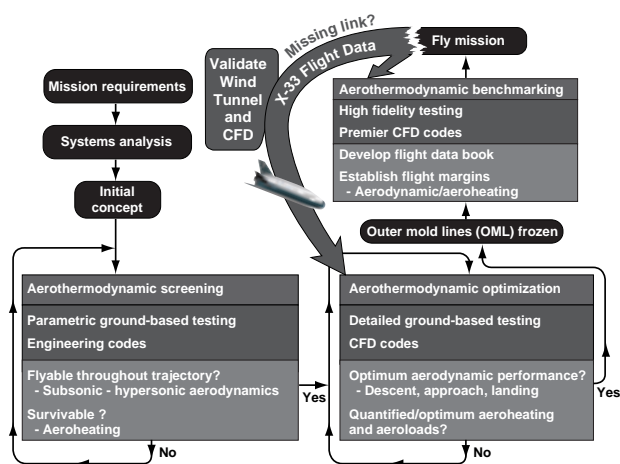 Missing link?
X-33 Flight Data
Fly mission
Validate
Wind
Tunnel
and
CFD
Mission requirements
Systems analysis
Initial
concept
Aerothermodynamic benchmarking
High fidelity testing
Premier CFD codes
Develop flight data book
Establish flight margins
- Aerodynamic/aeroheating
Outer mold lines (OML) frozen
Aerothermodynamic screening
Parametric ground-based testing
Engineering codes
Flyable throughout trajectory?
- Subsonic - hypersonic aerodynamics
Survivable ?
- Aeroheating
Yes
No
Aerothermodynamic optimization
Detailed ground-based testing
CFD codes
Optimum aerodynamic performance?
- Descent, approach, landing
Quantified/optimum aeroheating
and aeroloads?
Yes
No